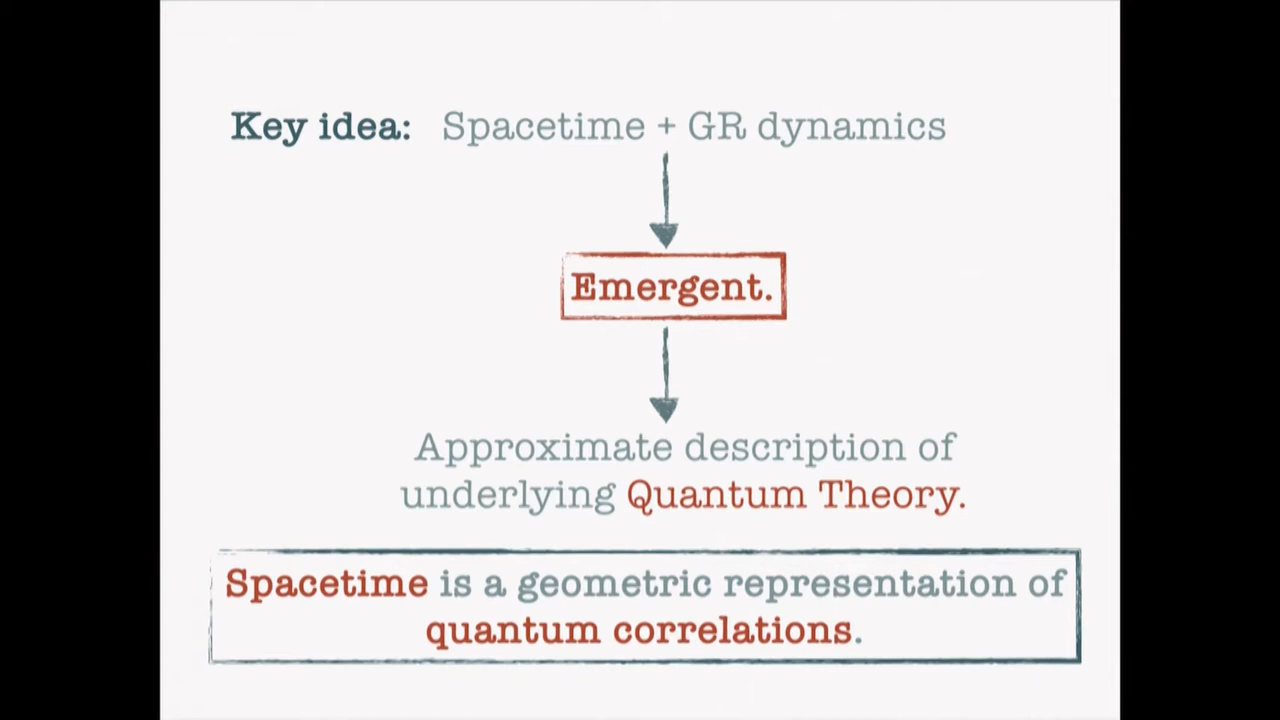 Key idea: Spacetime + GR dynamics
Emergent.
Approximate description of
underlying Quantum Theory.
Spacetime is a geometric representation of
quantum correlations.